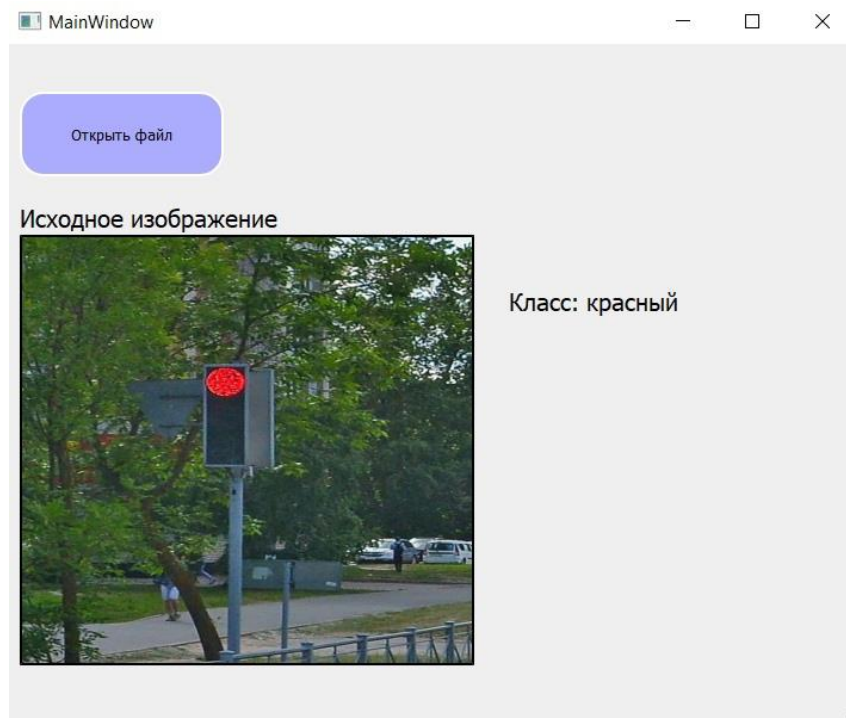 MainWindow
Открыть файл
Исходное изображение
Класс: красный